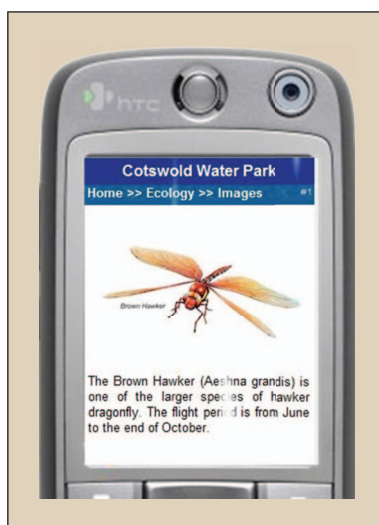 hTC
Cotswold Water Park
Home >> Ecology >> Images #1
Brown Hawker
The Brown Hawker (Aeshna grandis) is
one of the larger species of hawker
dragonfly. The flight period is from June
to the end of October.